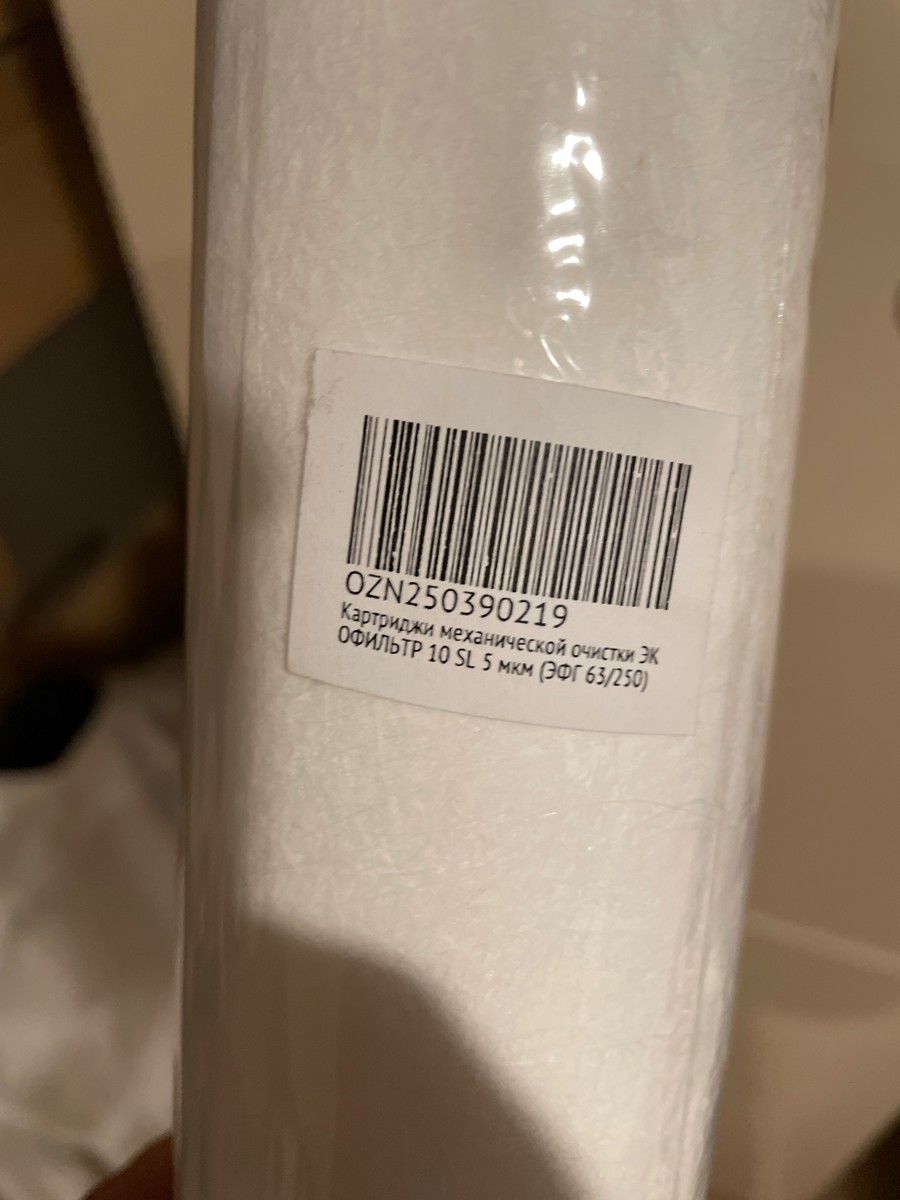 OZN250390219
Картриджи механической очистки ЭК
ОФИЛЬТР 10 SL 5 мкм (ЭФГ 63/250)